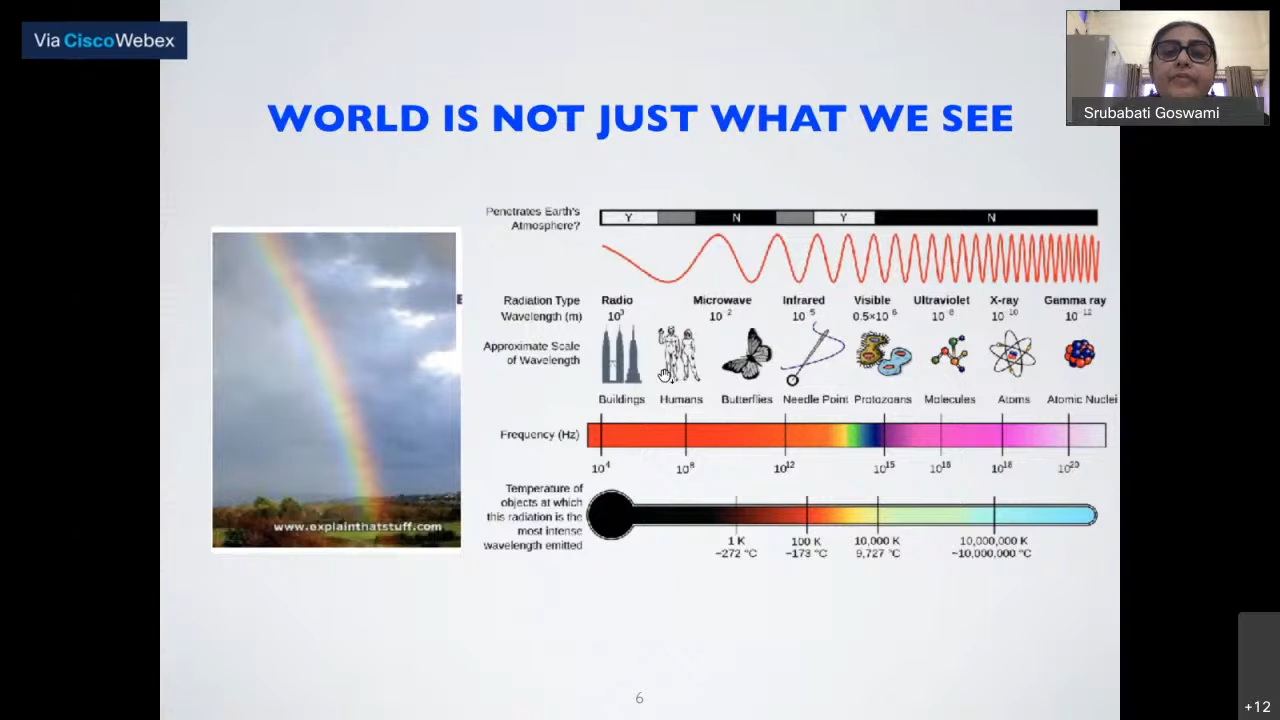 Via CiscoWebex
Srubabati Goswami
WORLD IS NOT JUST WHAT WE SEE
www.explainthatstuff.com
Penetrates Earth's
Atmosphere?
Y N Y N
Radiation Type
Radio Microwave Infrared Visible Ultraviolet X-ray Gamma ray
Wavelength (m)
10³ 10⁻² 10⁻⁵ 0.5×10⁻⁶ 10⁻⁸ 10⁻¹⁰ 10⁻¹²
Approximate Scale
of Wavelength
Buildings Humans Butterflies Needle Point Protozoans Molecules Atoms Atomic Nuclei
Frequency (Hz)
10⁴ 10⁸ 10¹² 10¹⁵ 10¹⁶ 10¹⁸ 10²⁰
Temperature of
objects at which
this radiation is the
most intense
wavelength emitted
1 K 100 K 10,000 K 10,000,000 K
−272 °C −173 °C 9,727 °C ~10,000,000 °C
6
+12